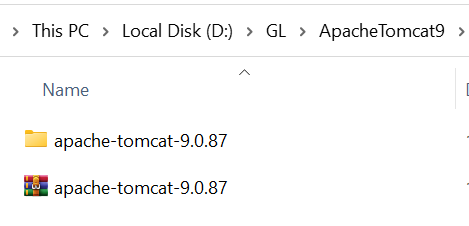 This PC > Local Disk (D:) > GL > ApacheTomcat9 >
Name
apache-tomcat-9.0.87
apache-tomcat-9.0.87